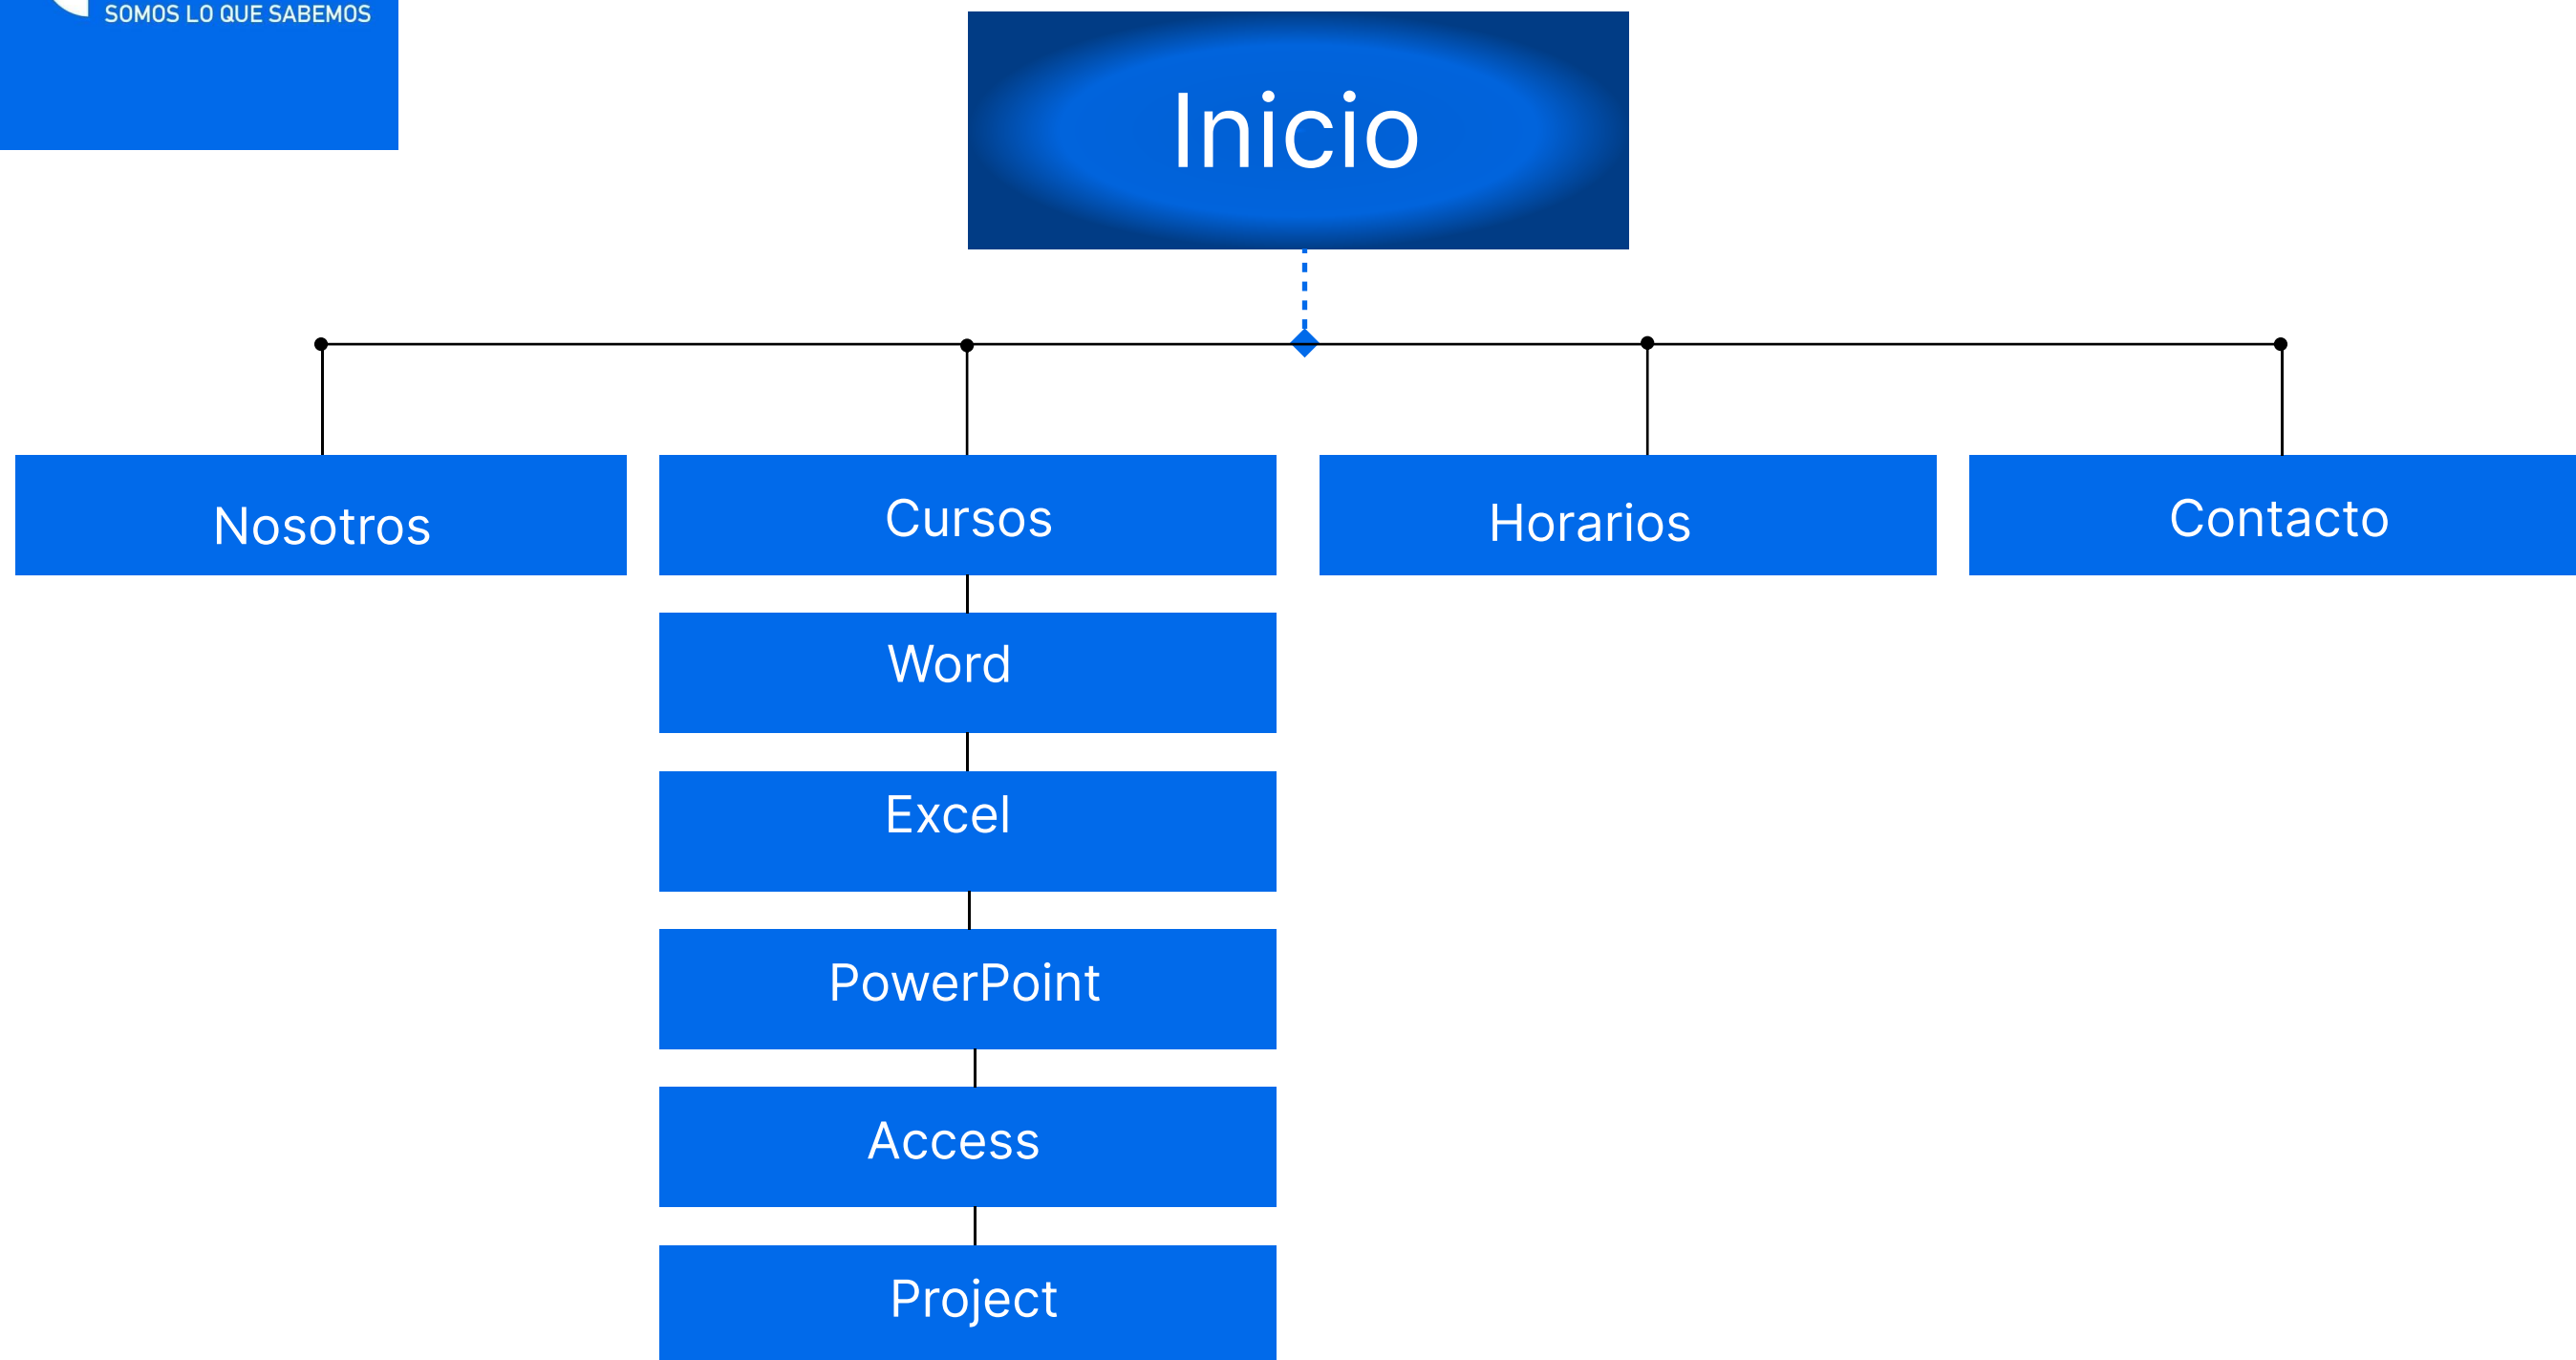 SOMOS LO QUE SABEMOS
Inicio
Nosotros
Cursos
Horarios
Contacto
Word
Excel
PowerPoint
Access
Project